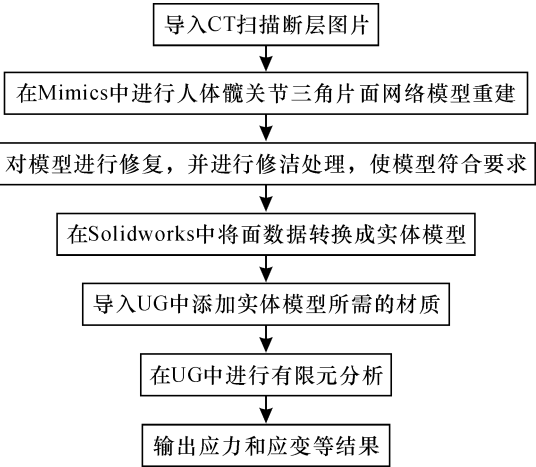 导入CT扫描断层图片
在Mimics中进行人体髋关节三角片面网络模型重建
对模型进行修复，并进行修洁处理，使模型符合要求
在Solidworks中将面数据转换成实体模型
导入UG中添加实体模型所需的材质
在UG中进行有限元分析
输出应力和应变等结果